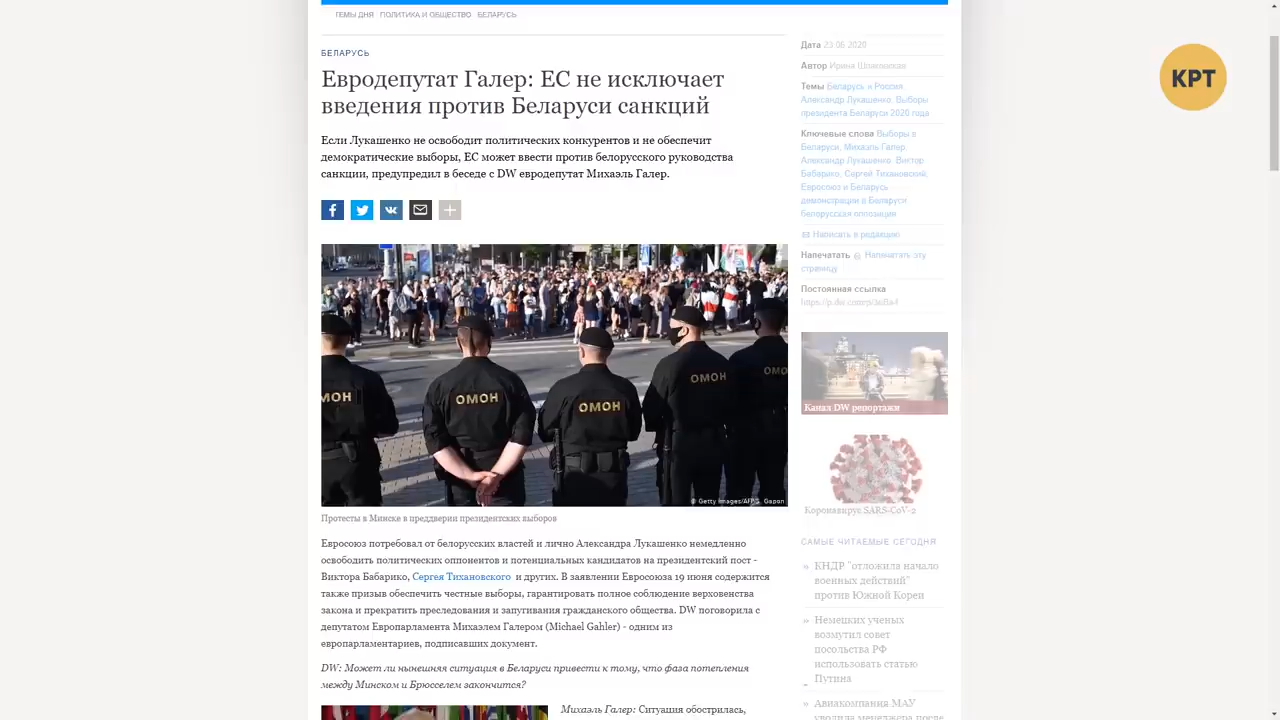 ТЕМЫ ДНЯ ПОЛИТИКА И ОБЩЕСТВО БЕЛАРУСЬ
БЕЛАРУСЬ
Евродепутат Галер: ЕС не исключает
введения против Беларуси санкций
Если Лукашенко не освободит политических конкурентов и не обеспечит
демократические выборы, ЕС может ввести против белорусского руководства
санкции, предупредил в беседе с DW евродепутат Михаэль Галер.
МОН
ОМОН
ОМОН
ОМОН
ОМО
© Getty Images/AFP/S. Gapon
Протесты в Минске в преддверии президентских выборов
Евросоюз потребовал от белорусских властей и лично Александра Лукашенко немедленно
освободить политических оппонентов и потенциальных кандидатов на президентский пост -
Виктора Бабарико, Сергея Тихановского и других. В заявлении Евросоюза 19 июня содержится
также призыв обеспечить честные выборы, гарантировать полное соблюдение верховенства
закона и прекратить преследования и запугивания гражданского общества. DW поговорила с
депутатом Европарламента Михаэлем Галером (Michael Gahler) - одним из
европарламентариев, подписавших документ.
DW: Может ли нынешняя ситуация в Беларуси привести к тому, что фаза потепления
между Минском и Брюсселем закончится?
Михаэль Галер: Ситуация обострилась,
Дата 23.06.2020
Автор Ирина
Темы Беларусь и Россия,
Александр Лукашенко, Выборы
президента Беларуси 2020 года
Ключевые слова Выборы в
Беларуси, Михаэль Галер,
Александр Лукашенко, Виктор
Бабарико, Сергей Тихановский,
Евросоюз и Беларусь,
демонстрации в Беларуси,
белорусская оппозиция
Написать в редакцию
Напечатать Напечатать эту
страницу
Постоянная ссылка
Канал DW репортажи
Коронавирус SARS-CoV-2
САМЫЕ ЧИТАЕМЫЕ СЕГОДНЯ
» КНДР "отложила начало
военных действий"
против Южной Кореи
» Немецких ученых
возмутил совет
посольства РФ
использовать статью
Путина
» Авиакомпания МАУ
уволила менеджера после
КРТ